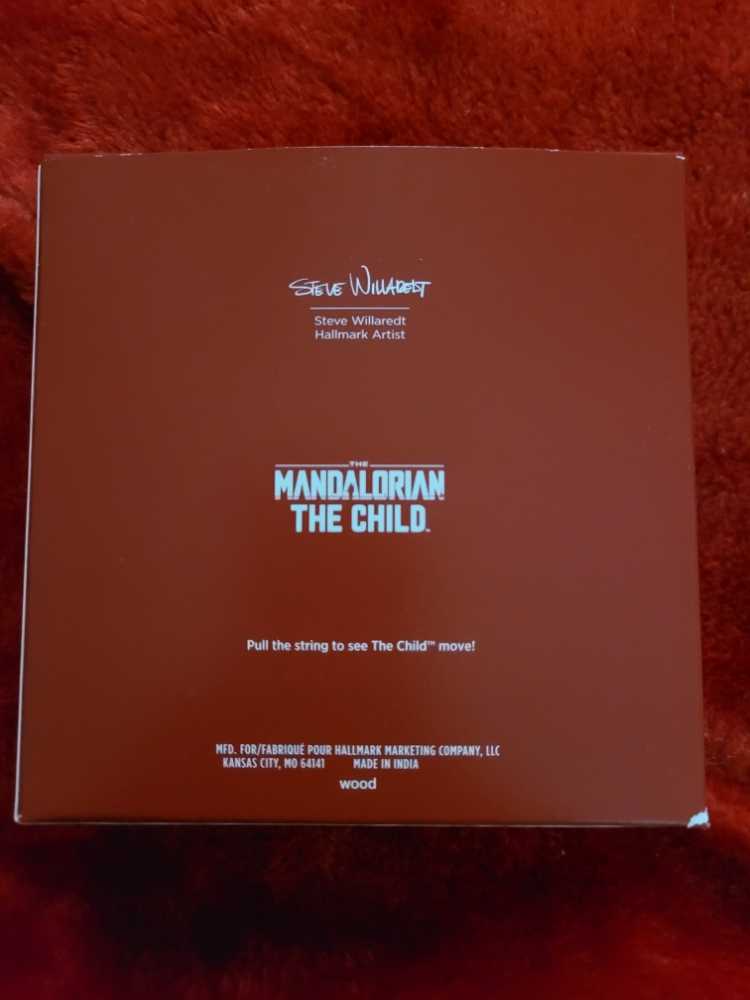 STEVE WILLAREDT
Steve Willaredt
Hallmark Artist
THE
MANDALORIAN
THE CHILD™
Pull the string to see The Child™ move!
MFD. FOR/FABRIQUÉ POUR HALLMARK MARKETING COMPANY, LLC
KANSAS CITY, MO 64141 MADE IN INDIA
wood